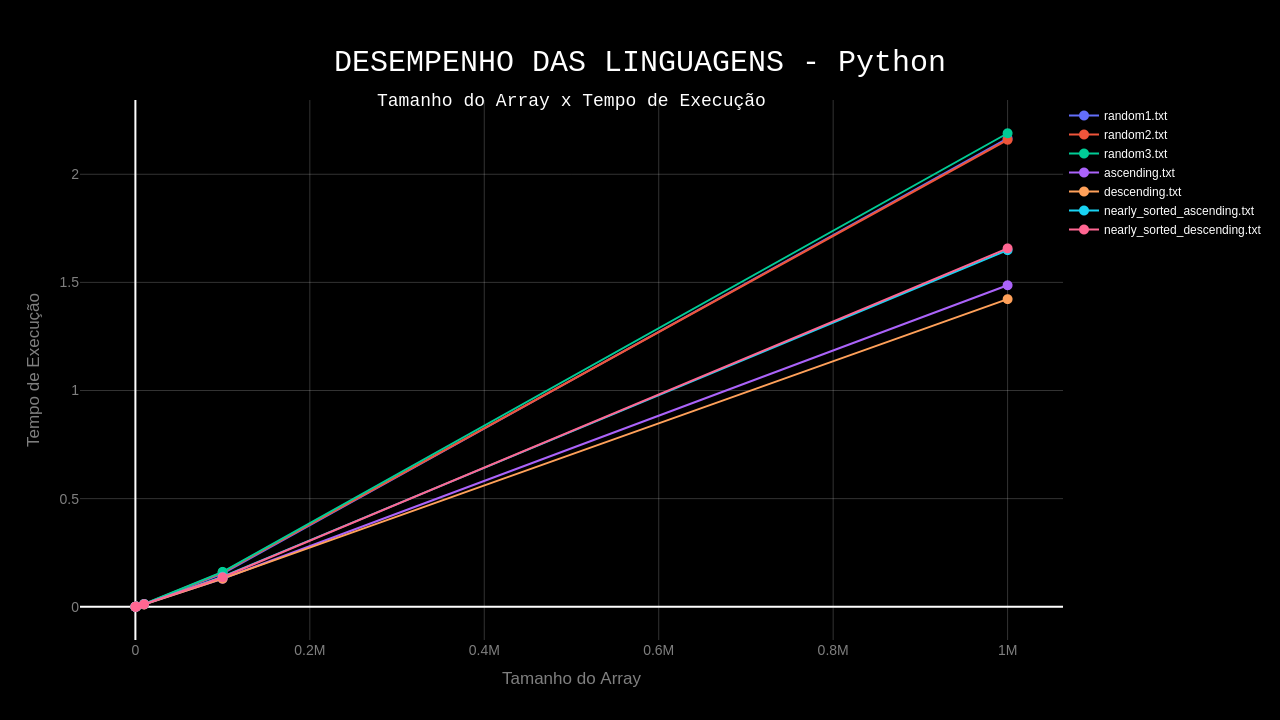 DESEMPENHO DAS LINGUAGENS - Python
Tamanho do Array x Tempo de Execução
random1.txt
random2.txt
random3.txt
ascending.txt
descending.txt
nearly_sorted_ascending.txt
nearly_sorted_descending.txt
Tempo de Execução
2
1.5
1
0.5
0
0 0.2M 0.4M 0.6M 0.8M 1M
Tamanho do Array